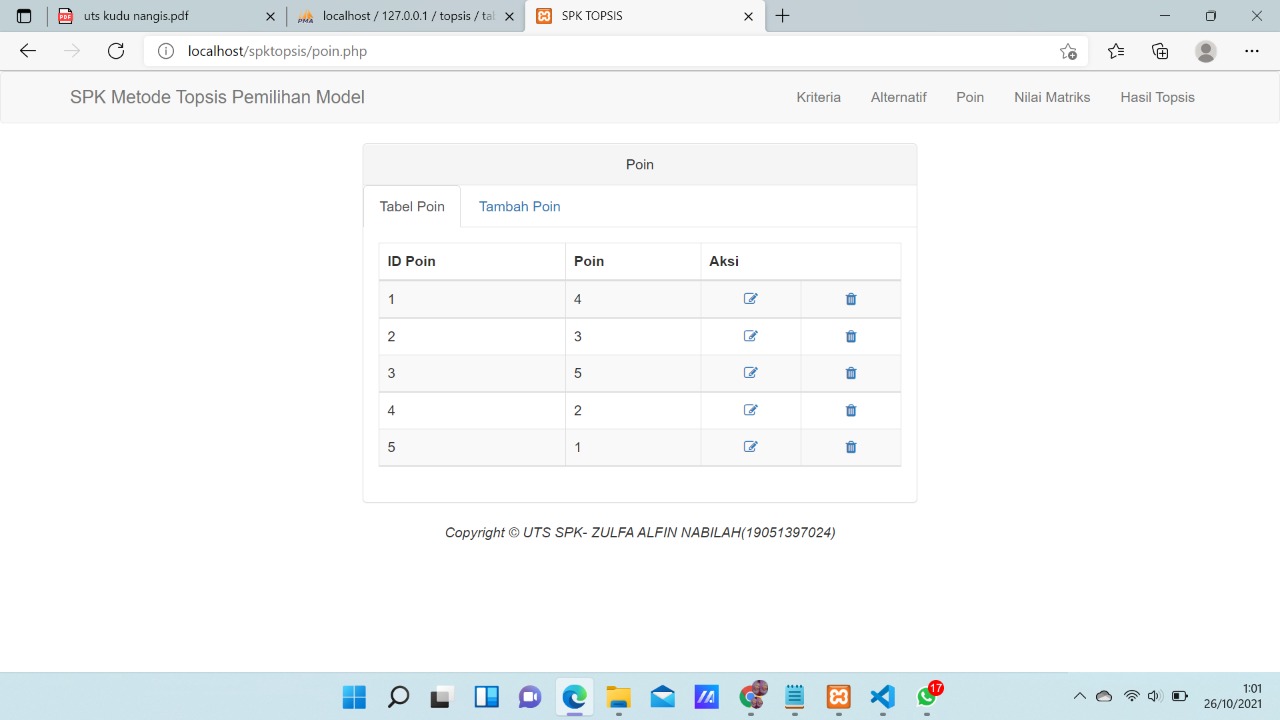 uts kudu nangis.pdf
localhost / 127.0.0.1 / topsis / tal
SPK TOPSIS
localhost/spktopsis/poin.php
SPK Metode Topsis Pemilihan Model
Kriteria Alternatif Poin Nilai Matriks Hasil Topsis
Poin
Tabel Poin Tambah Poin
ID Poin Poin Aksi
1 4
2 3
3 5
4 2
5 1
Copyright © UTS SPK- ZULFA ALFIN NABILAH(19051397024)
17
1:01
26/10/2021